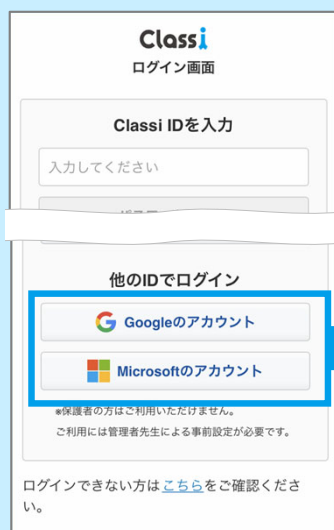 Classi
ログイン画面
Classi IDを入力
入力してください
他のIDでログイン
Googleのアカウント
Microsoftのアカウント
※保護者の方はご利用いただけません。
ご利用には管理者先生による事前設定が必要です。
ログインできない方はこちらをご確認くださ
い。